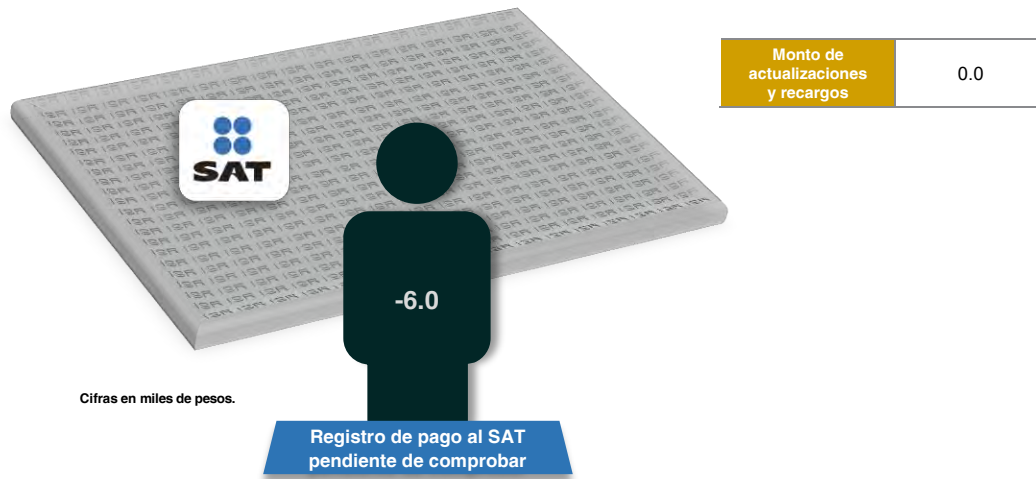 Monto de
actualizaciones
y recargos
0.0
SAT
-6.0
Cifras en miles de pesos.
Registro de pago al SAT
pendiente de comprobar